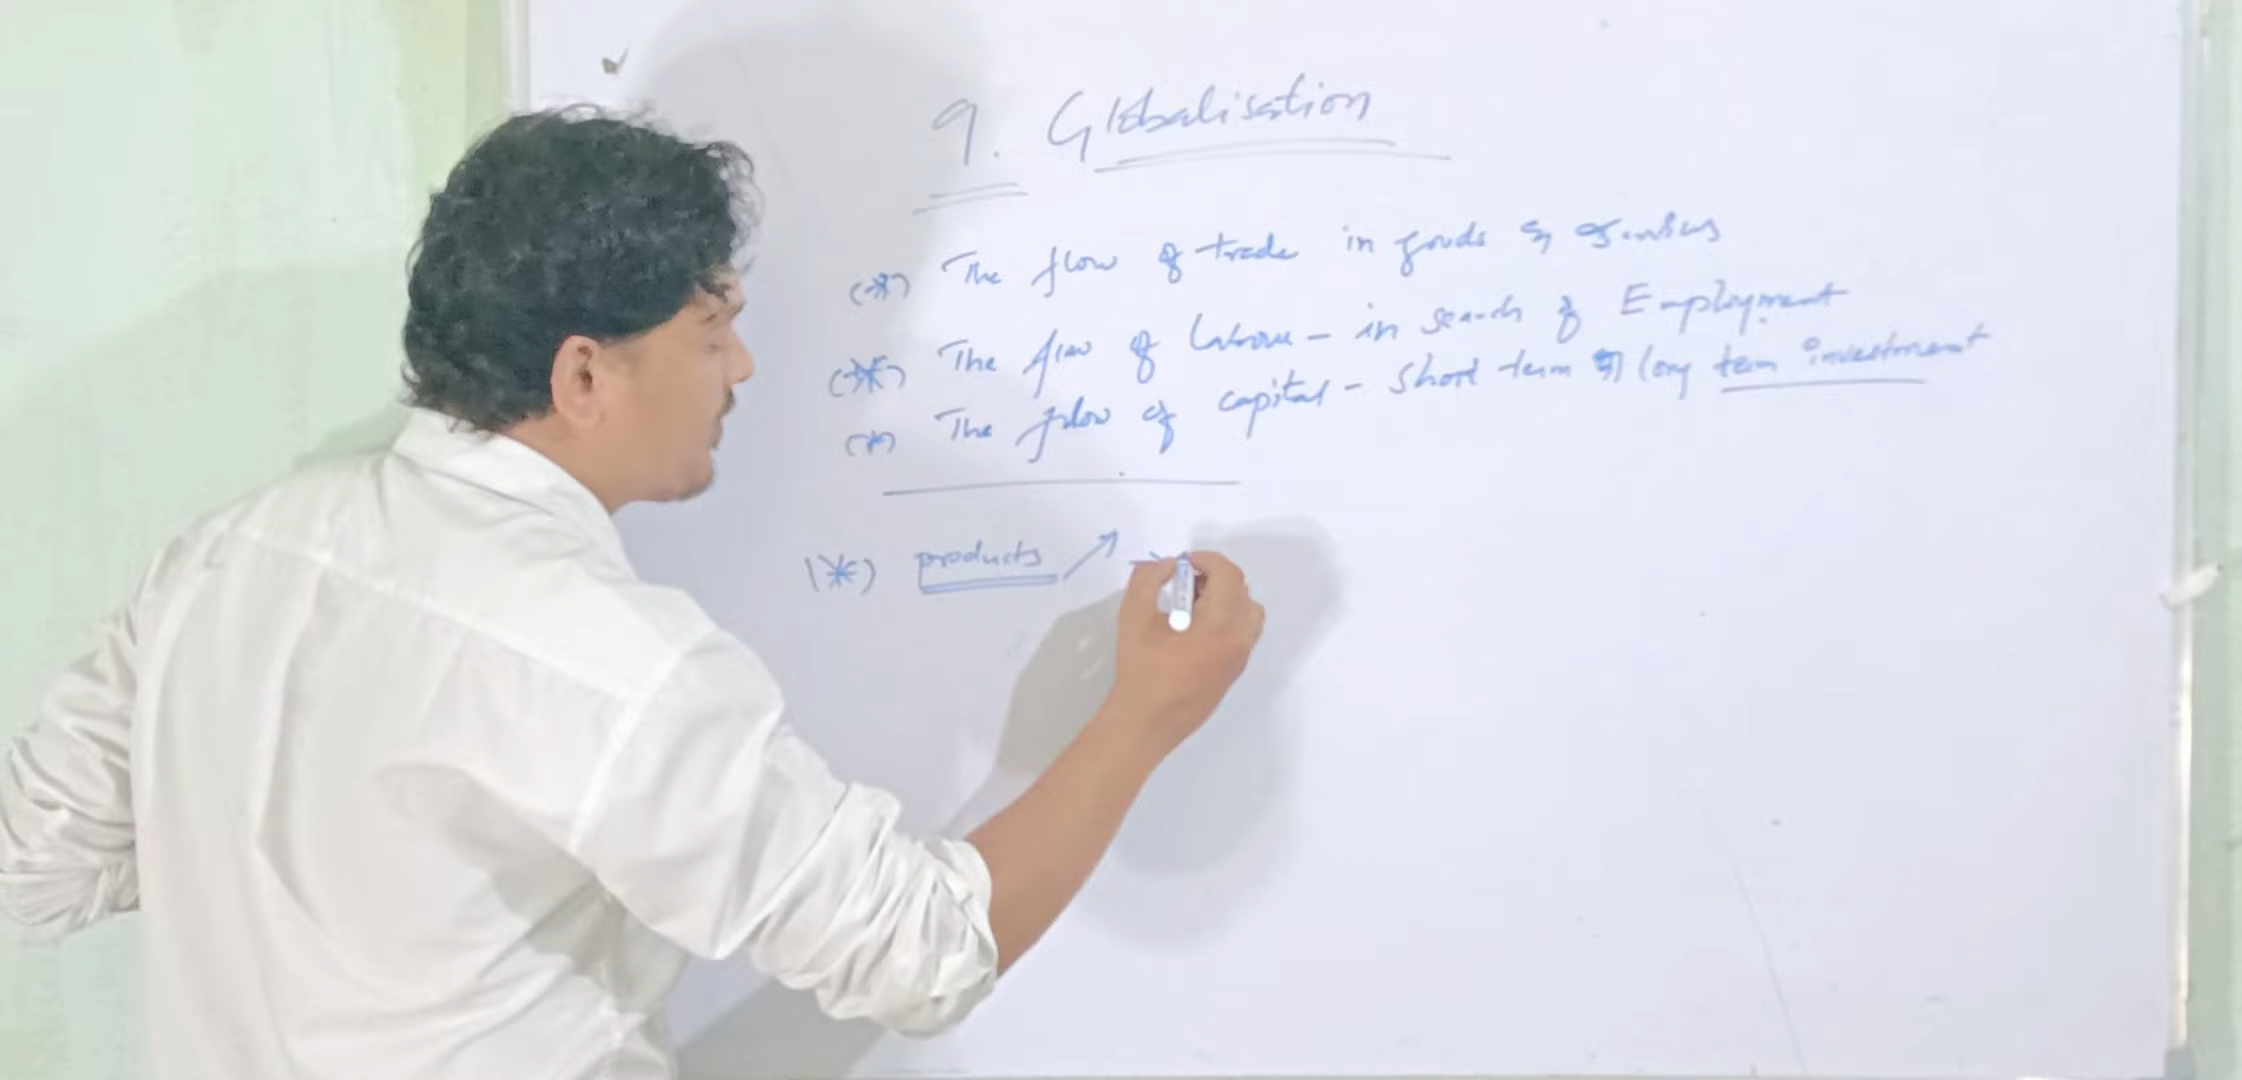 9. Globalisation
(*) The flow of trade in goods & services
(*) The flow of Labour - in search of Employment
(*) The flow of capital - short term & long term investment
(*) products